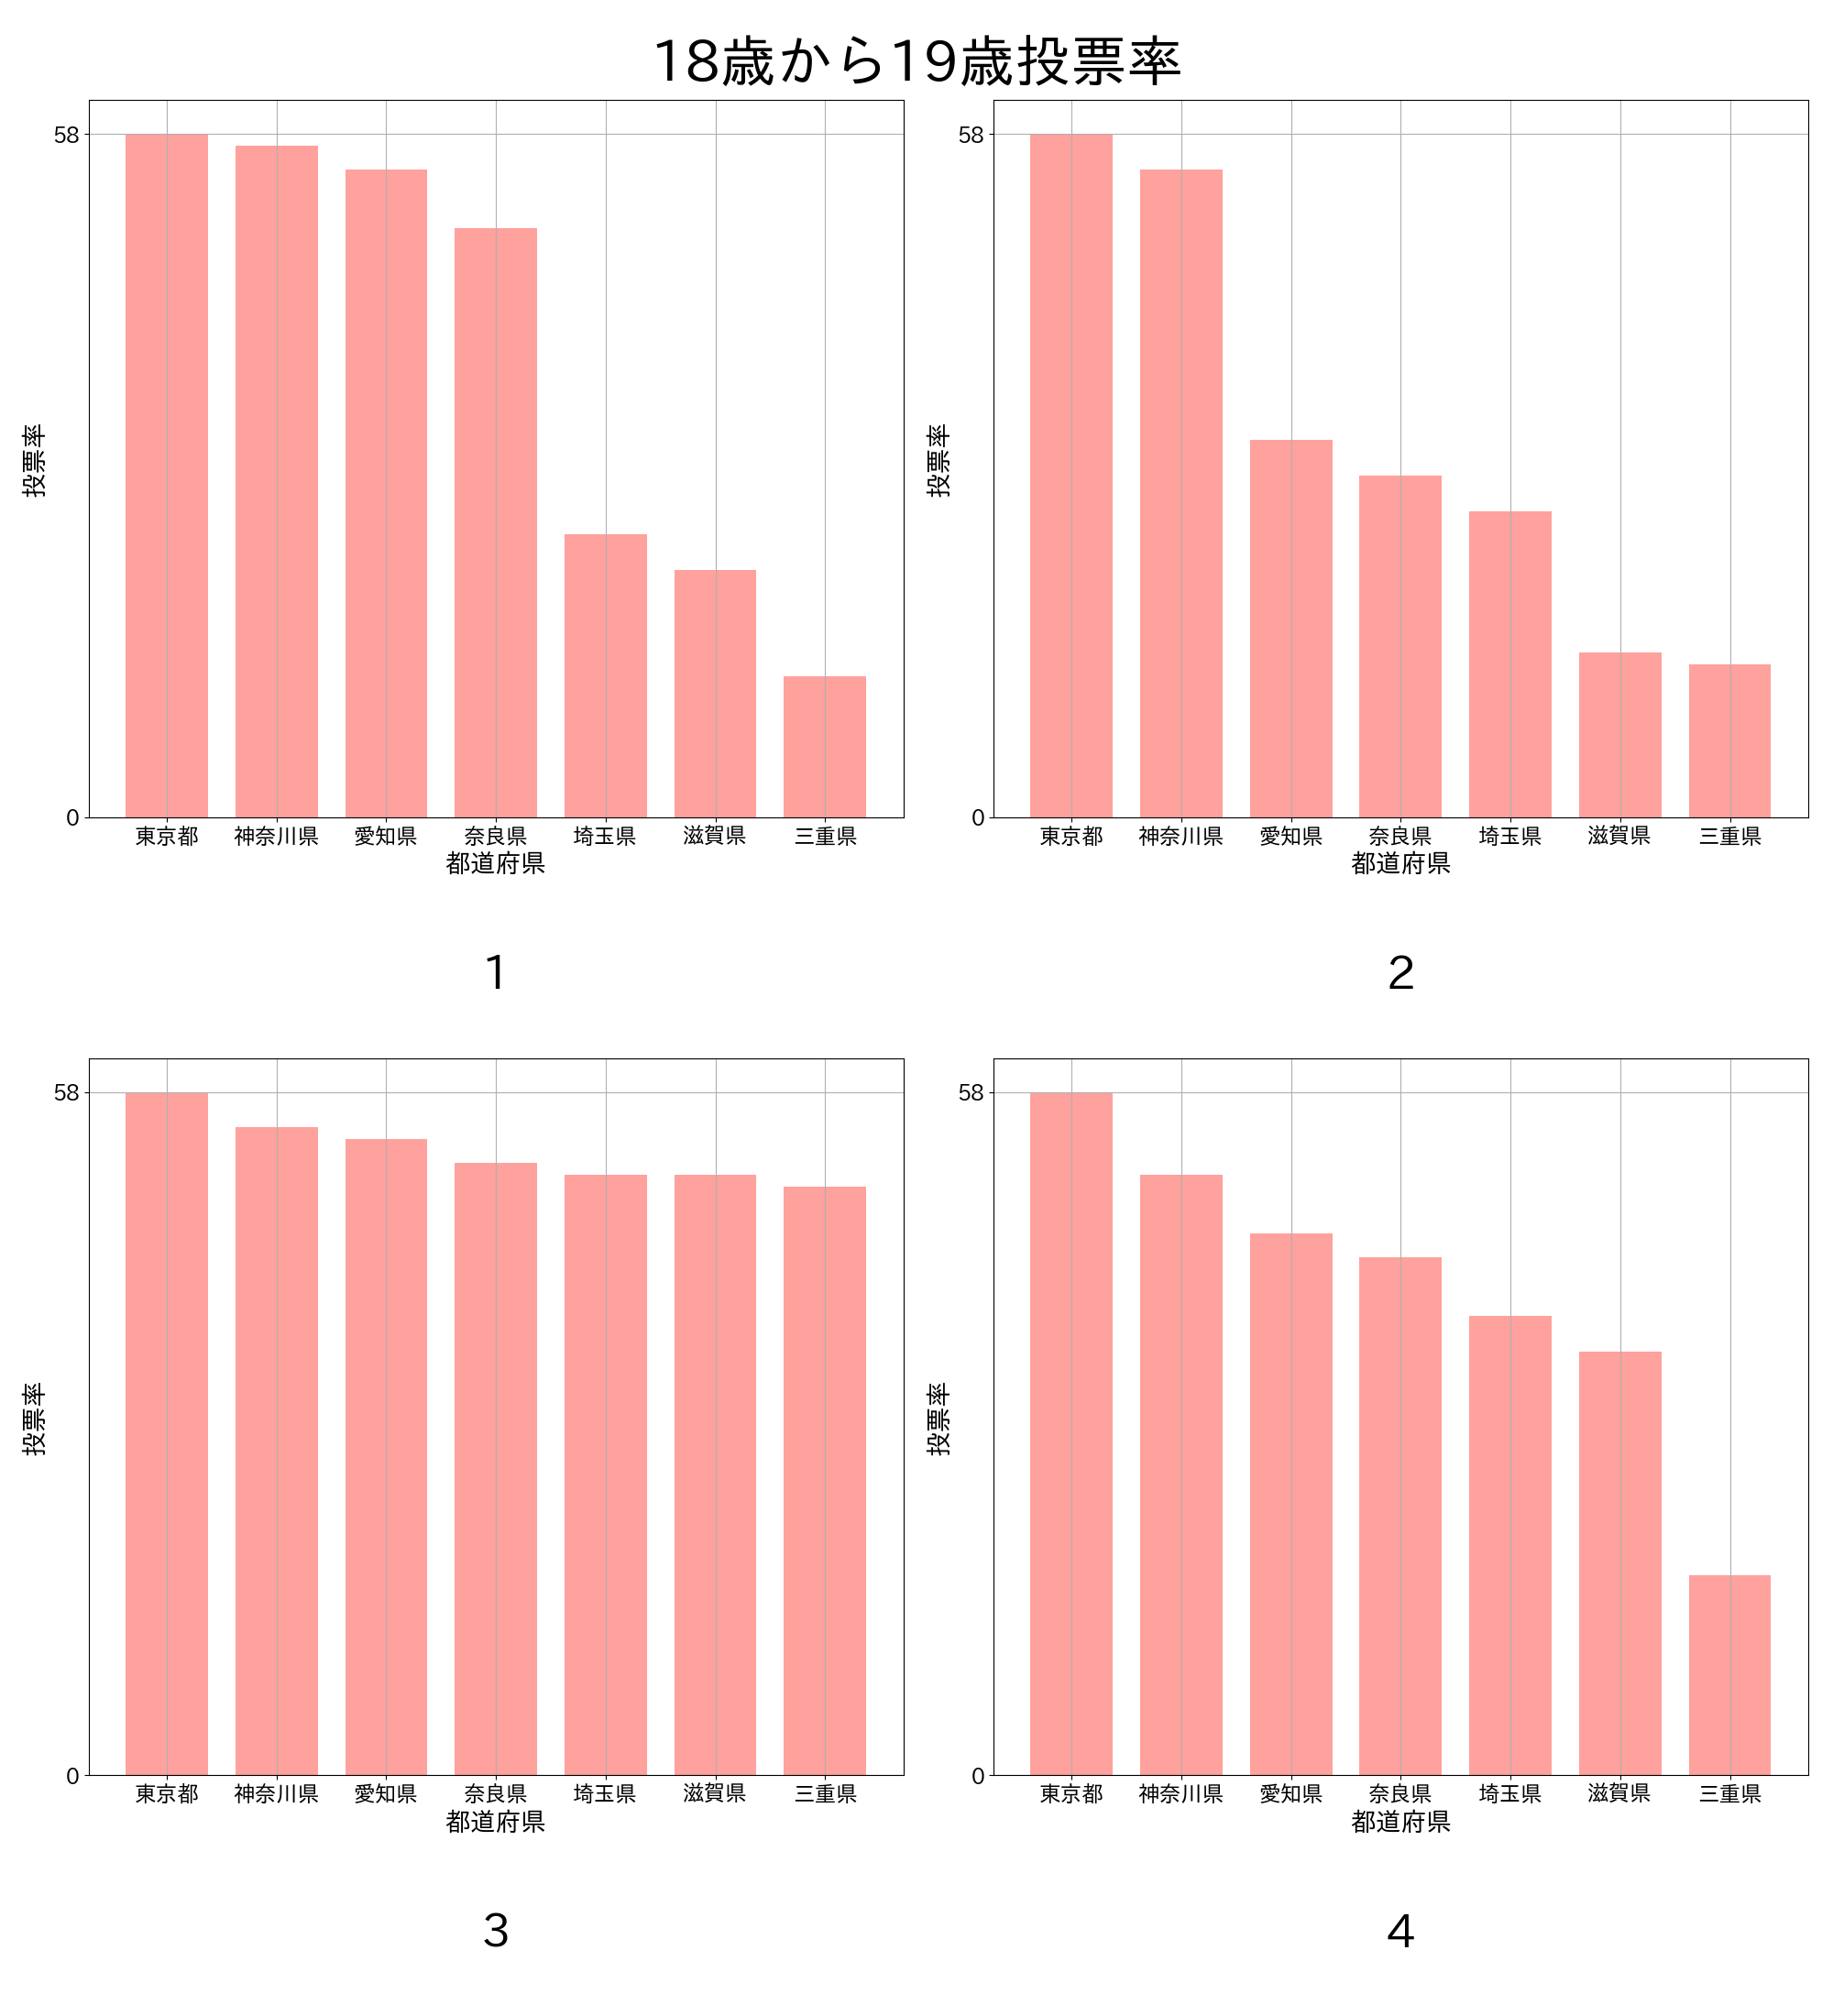 18歳から19歳投票率
58
0
投票率
東京都 神奈川県 愛知県 奈良県 埼玉県 滋賀県 三重県
都道府県
1
58
0
投票率
東京都 神奈川県 愛知県 奈良県 埼玉県 滋賀県 三重県
都道府県
2
58
0
投票率
東京都 神奈川県 愛知県 奈良県 埼玉県 滋賀県 三重県
都道府県
3
58
0
投票率
東京都 神奈川県 愛知県 奈良県 埼玉県 滋賀県 三重県
都道府県
4